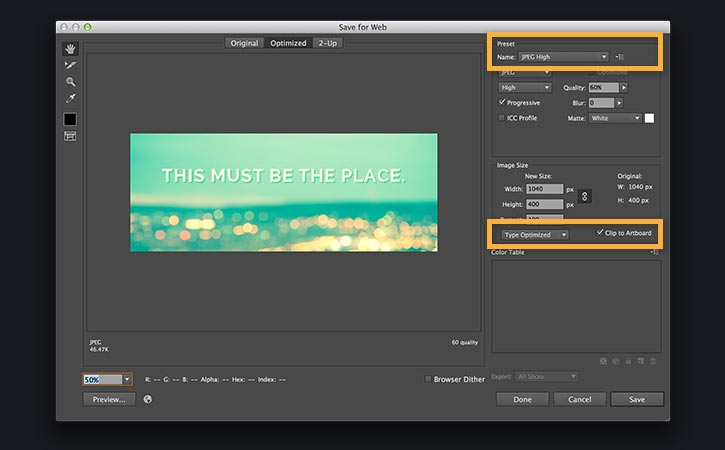 Save for Web
Original Optimized 2-Up
Preset
Name: JPEG High
JPEG Optimized
High Quality: 60%
Progressive Blur: 0
ICC Profile Matte: White
THIS MUST BE THE PLACE.
Image Size
New Size: Original:
Width: 1040 px W: 1040 px
Height: 400 px H: 400 px
Percent: 100
Type Optimized Clip to Artboard
Color Table
JPEG 60 quality
46.47K
Export: All Slices
50% R: -- G: -- B: -- Alpha: -- Hex: -- Index: -- Browser Dither
Preview... Done Cancel Save